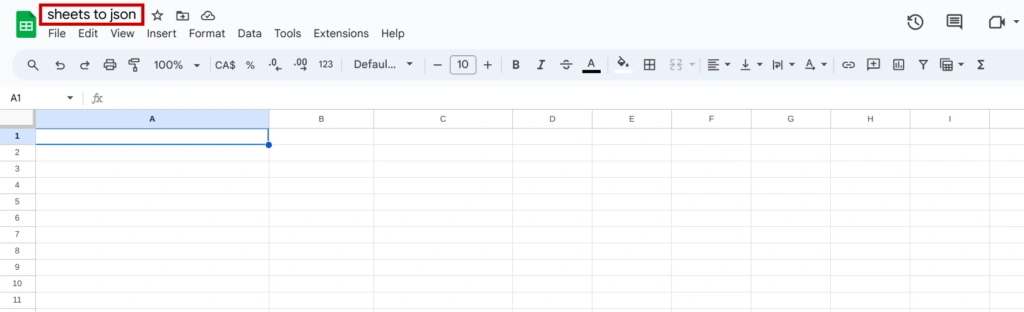 sheets to json
File Edit View Insert Format Data Tools Extensions Help
100% CA$ % .0 .00 123 Defaul... − 10 + B I S A Σ
A1 fx
A B C D E F G H I
1
2
3
4
5
6
7
8
9
10
11